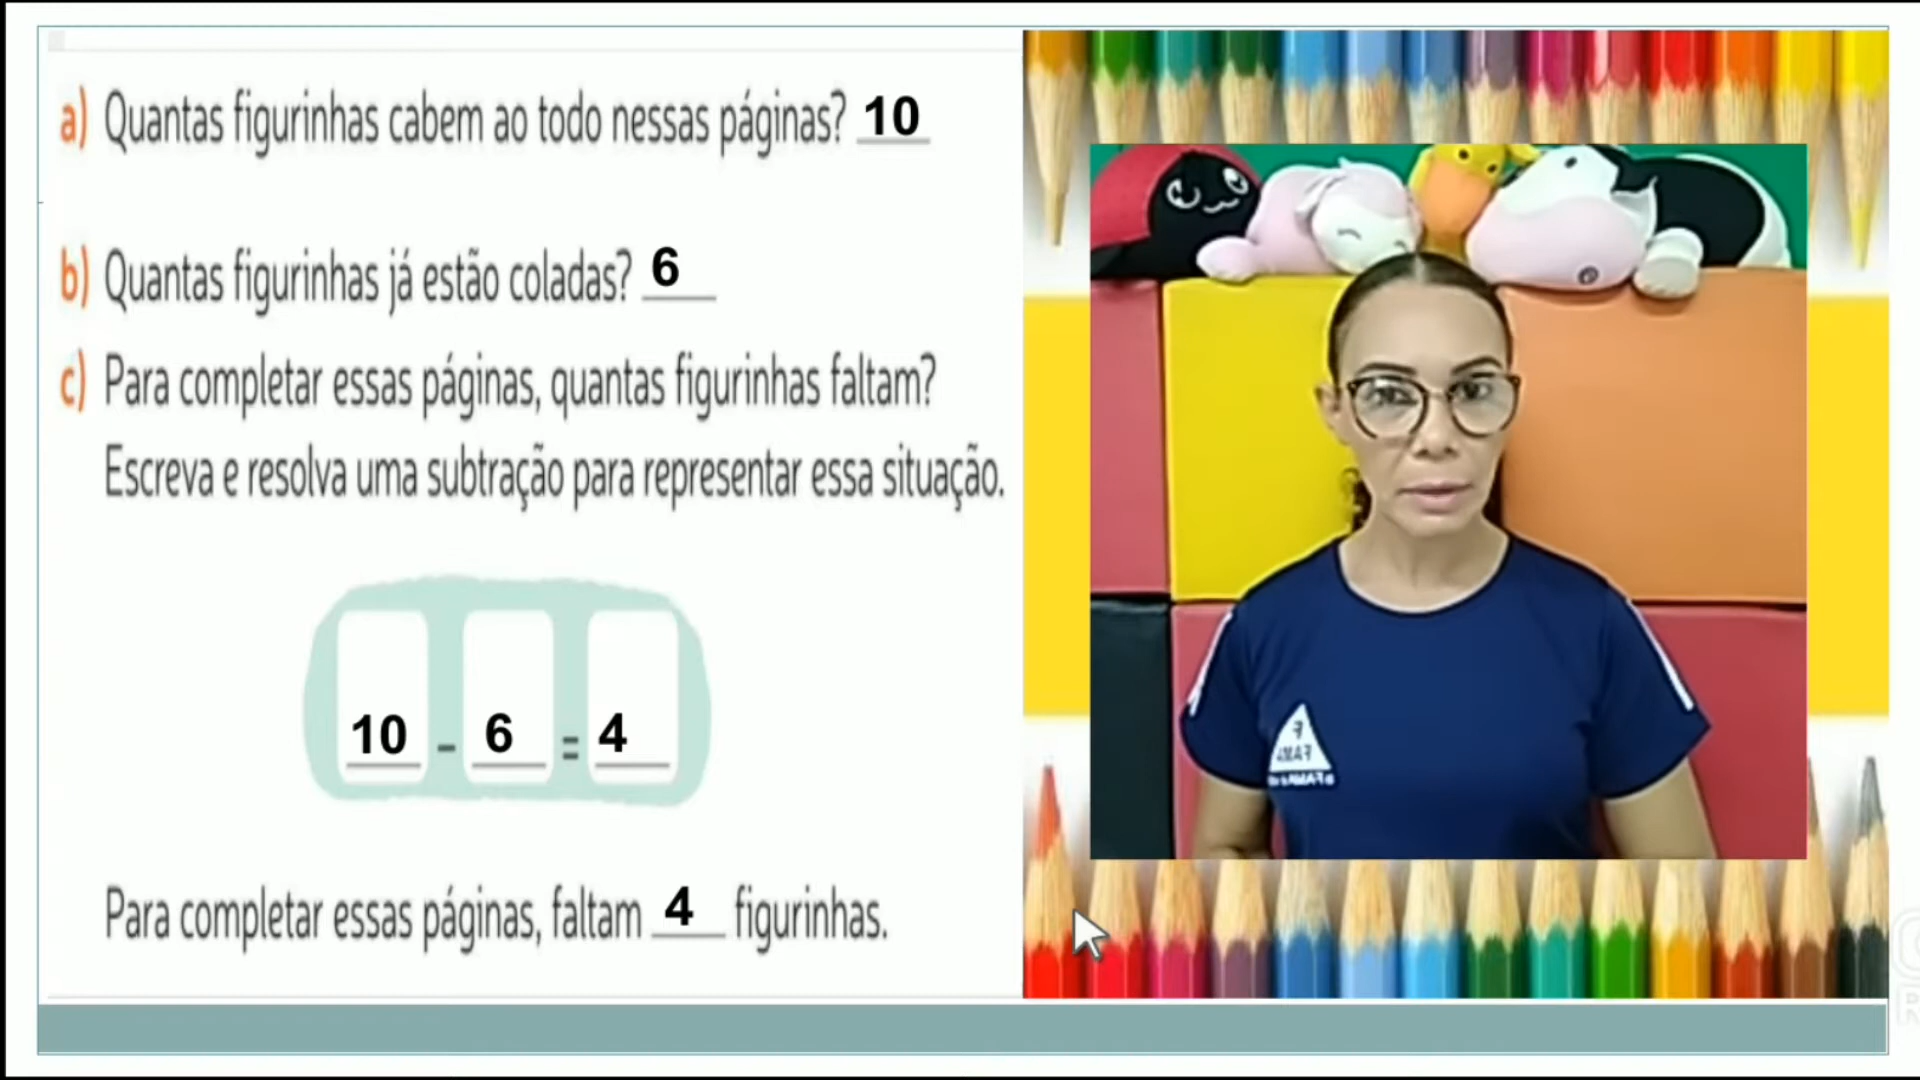 a) Quantas figurinhas cabem ao todo nessas páginas? 10
b) Quantas figurinhas já estão coladas? 6
c) Para completar essas páginas, quantas figurinhas faltam?
Escreva e resolva uma subtração para representar essa situação.
10 - 6 = 4
Para completar essas páginas, faltam 4 figurinhas.
FAMA